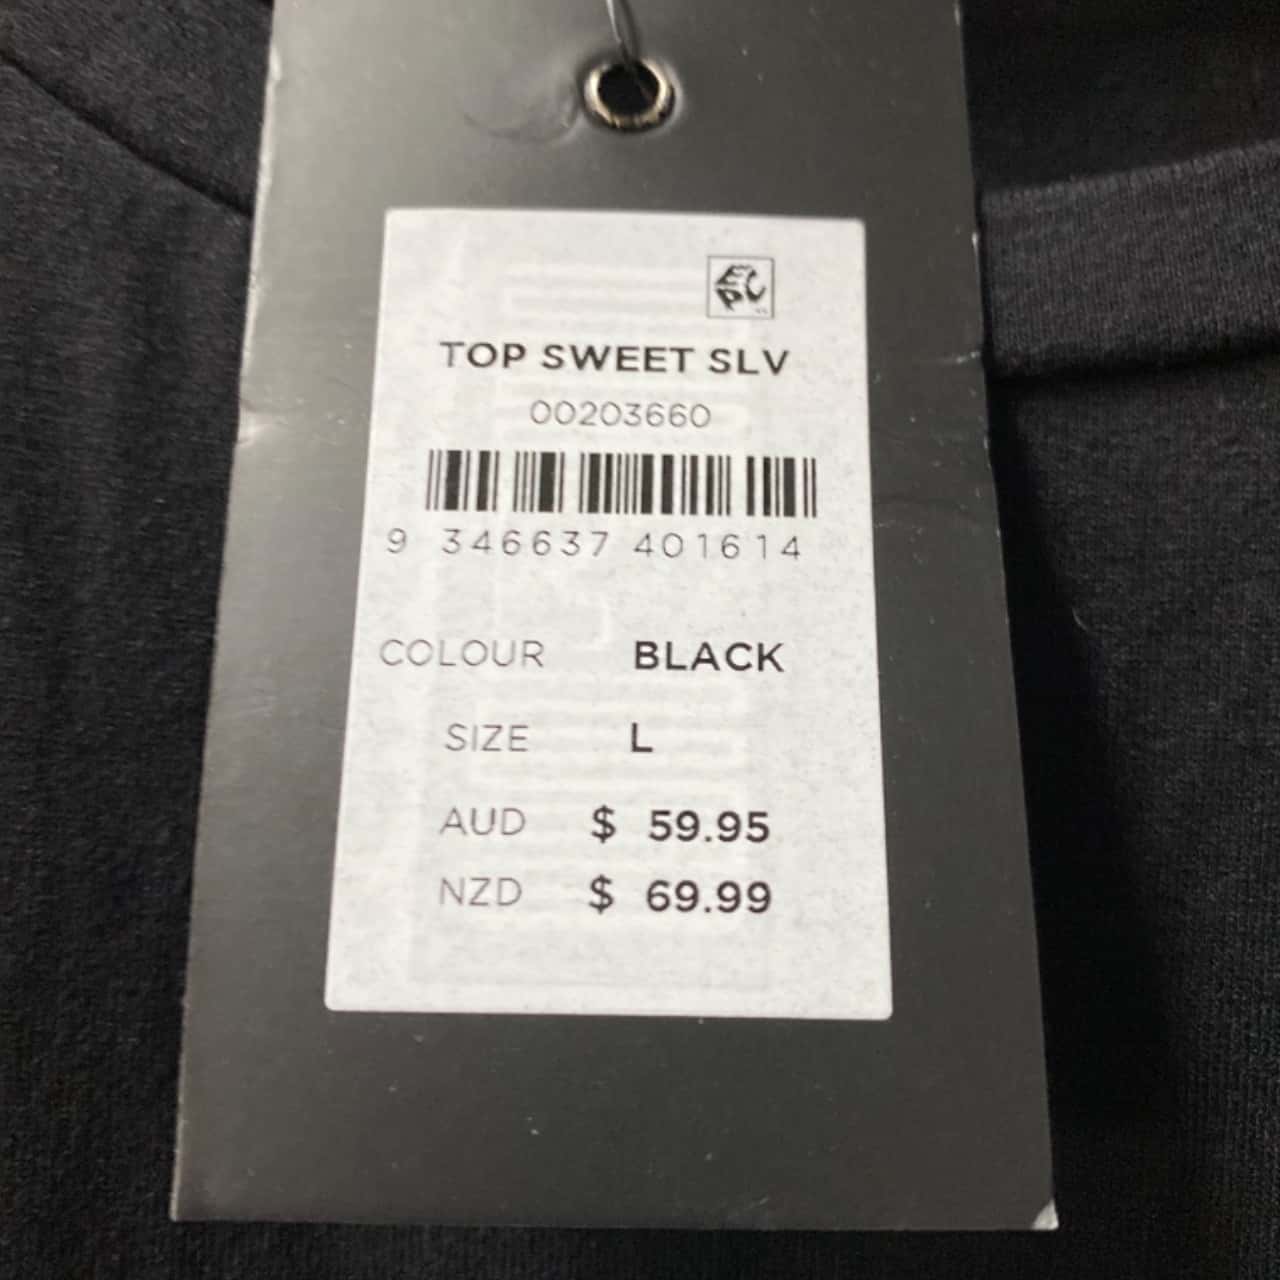 TOP SWEET SLV
00203660
9 346637 401614
COLOUR BLACK
SIZE L
AUD $ 59.95
NZD $ 69.99